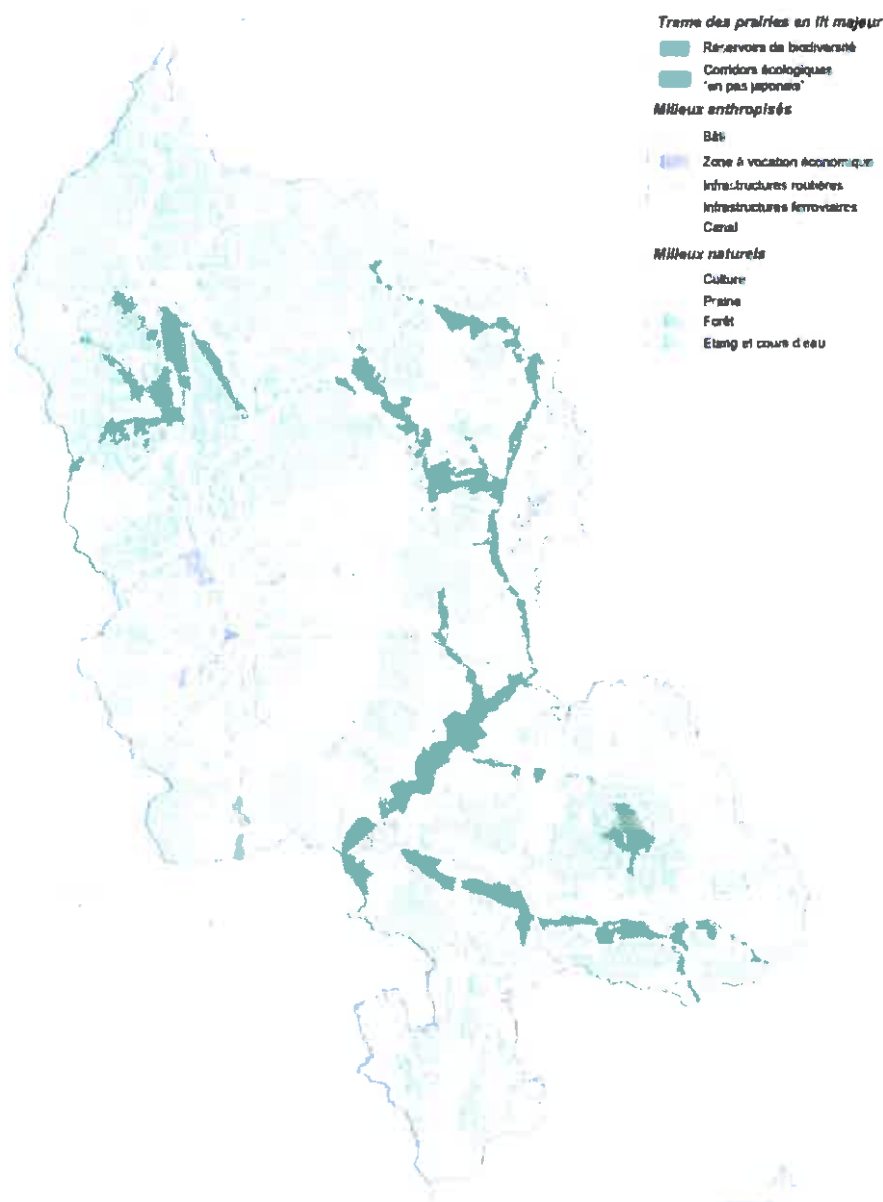 Trame des prairies en lit majeur
Réservoirs de biodiversité
Corridors écologiques
"en pas japonais"
Milieux anthropisés
Bâti
Zone à vocation économique
Infrastructures routières
Infrastructures ferroviaires
Canal
Milieux naturels
Culture
Prairie
Forêt
Etang et cours d'eau